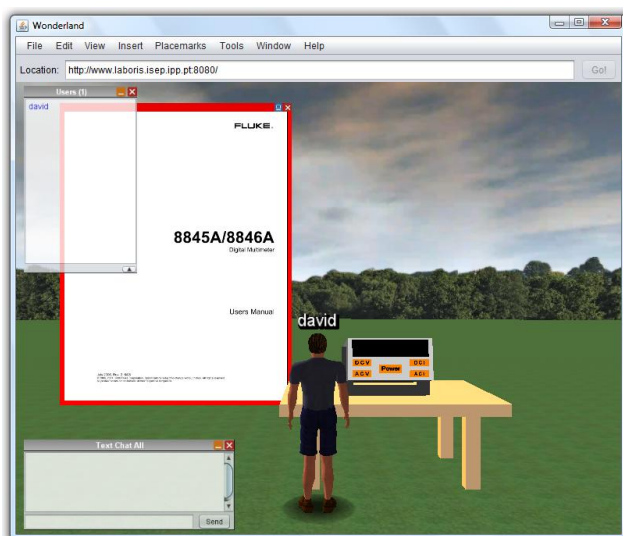 Wonderland
File Edit View Insert Placemarks Tools Window Help
Location: http://www.laboris.isep.ipp.pt:8080/ Go!
Users (1)
david
FLUKE.
8845A/8846A
Digital Multimeter
Users Manual
david
DCV Power DCI
ACV ACI
Text Chat All
Send